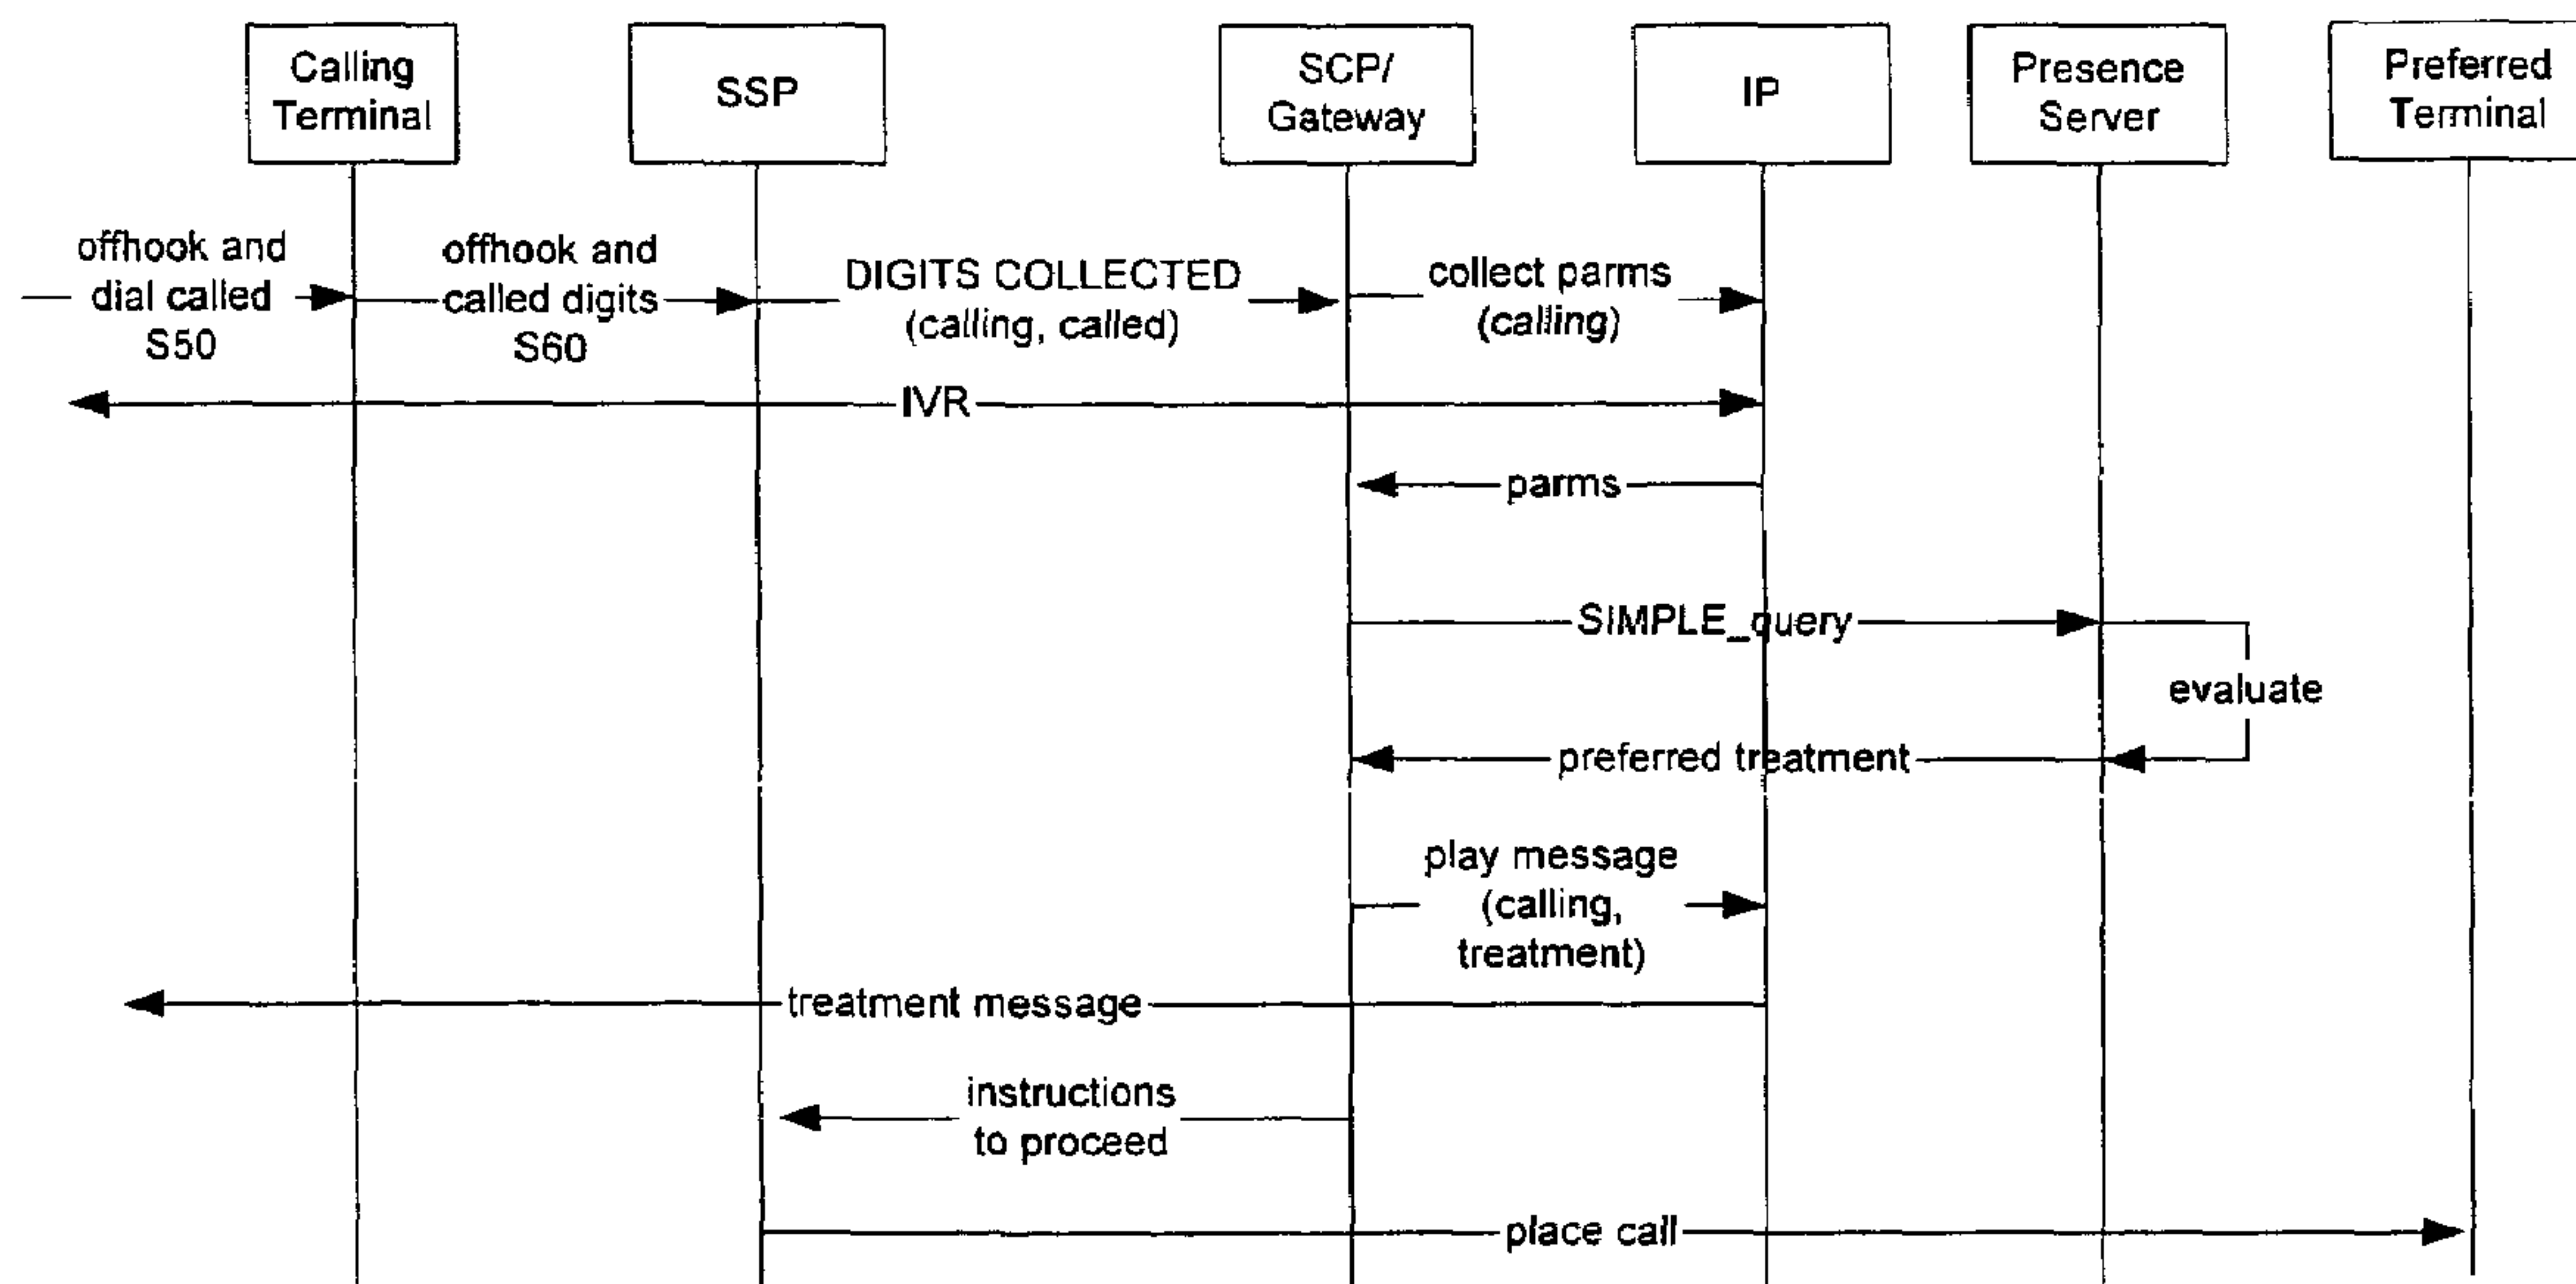 Calling
Terminal
SSP
SCP/
Gateway
IP
Presence
Server
Preferred
Terminal
offhook and
dial called
S50
offhook and
called digits
S60
DIGITS COLLECTED
(calling, called)
collect parms
(calling)
IVR
parms
SIMPLE_query
evaluate
preferred treatment
play message
(calling,
treatment)
treatment message
instructions
to proceed
place call